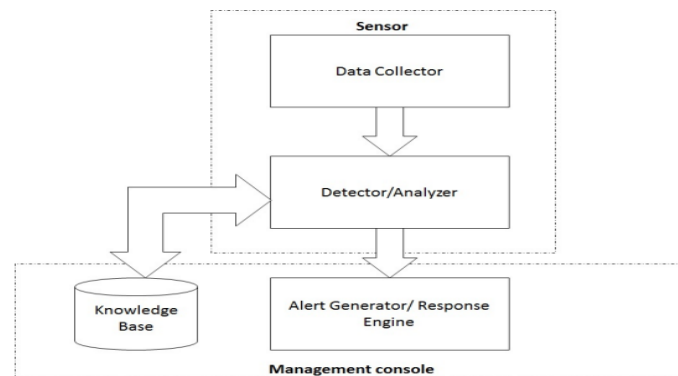 Sensor
Data Collector
Detector/Analyzer
Knowledge
Base
Alert Generator/ Response
Engine
Management console